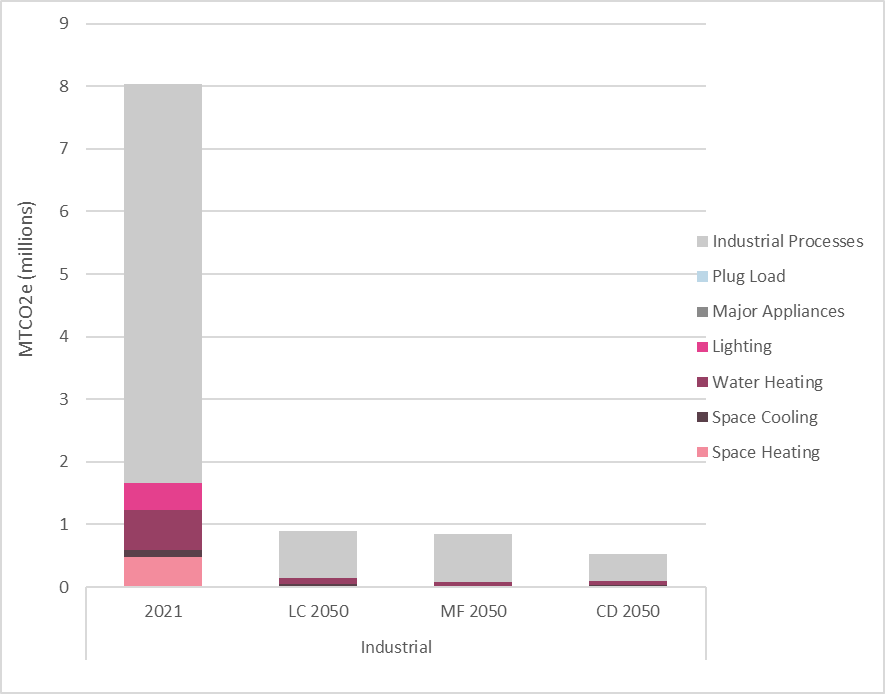 9
8
7
6
5
4
3
2
1
0
MTCO2e (millions)
2021
LC 2050
MF 2050
CD 2050
Industrial
Industrial Processes
Plug Load
Major Appliances
Lighting
Water Heating
Space Cooling
Space Heating